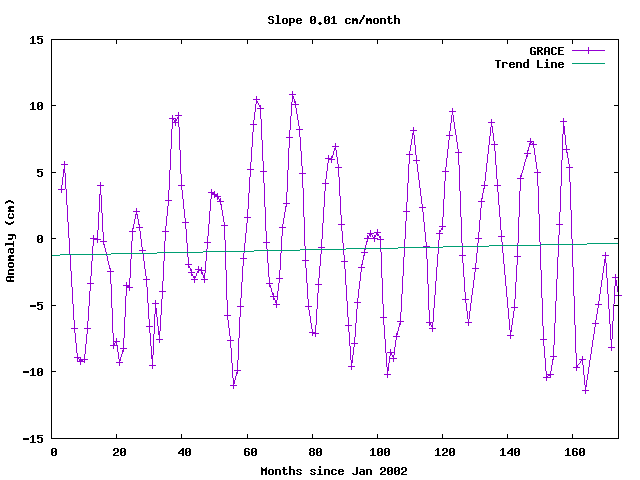 Slope 0.01 cm/month
15
10
5
0
-5
-10
-15
Anomaly (cm)
GRACE
Trend Line
0 20 40 60 80 100 120 140 160
Months since Jan 2002